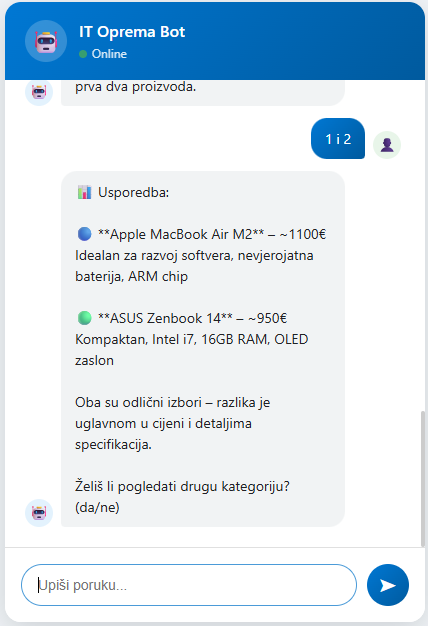 IT Oprema Bot
Online
prva dva proizvoda.
1 i 2
Usporedba:
**Apple MacBook Air M2** – ~1100€
Idealan za razvoj softvera, nevjerojatna
baterija, ARM chip
**ASUS Zenbook 14** – ~950€
Kompaktan, Intel i7, 16GB RAM, OLED
zaslon
Oba su odlični izbori – razlika je
uglavnom u cijeni i detaljima
specifikacija.
Želiš li pogledati drugu kategoriju?
(da/ne)
Upiši poruku...